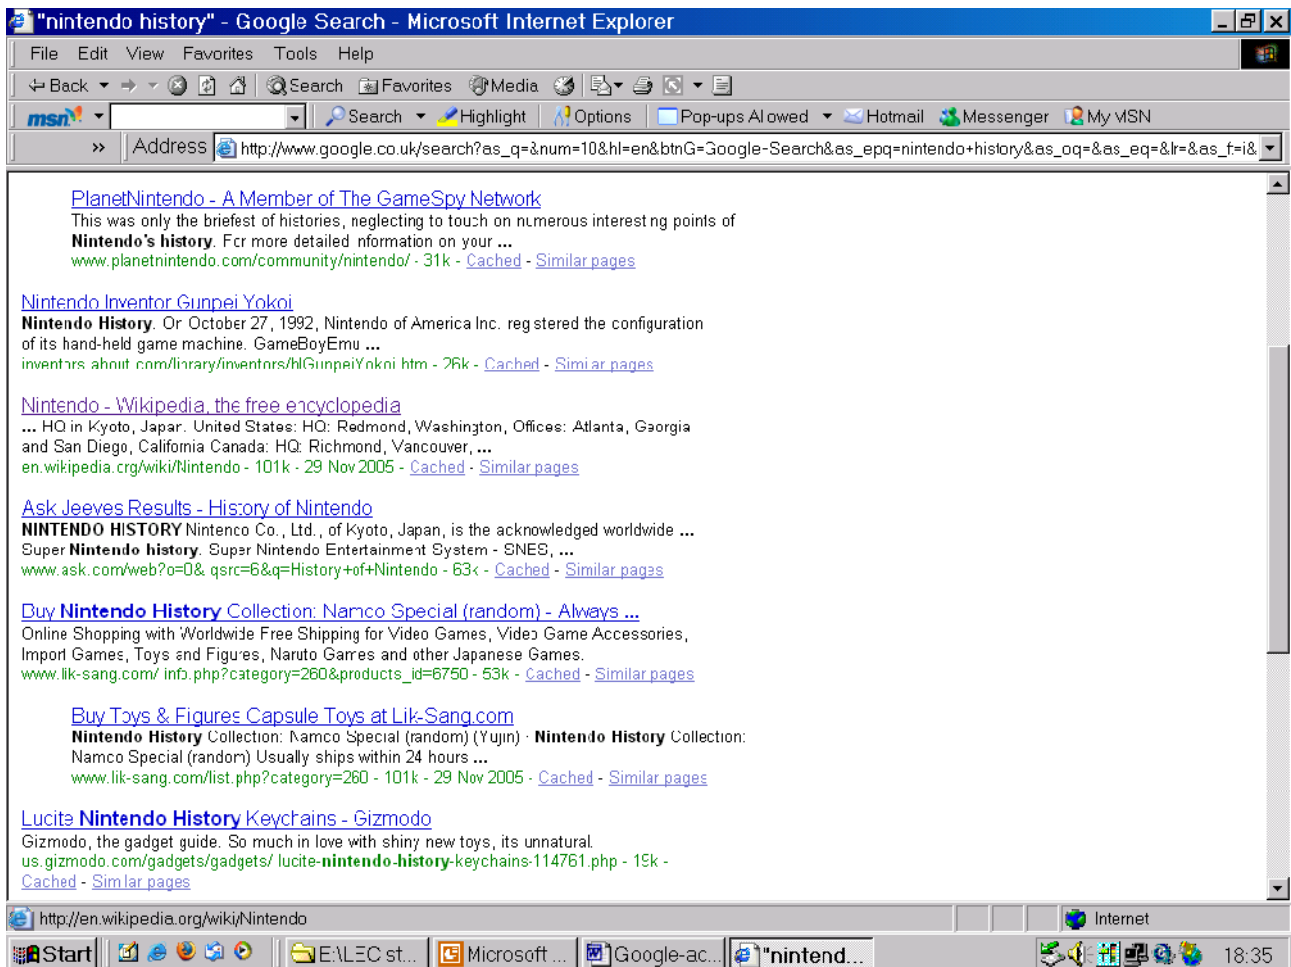 "nintendo history" - Google Search - Microsoft Internet Explorer
File Edit View Favorites Tools Help
Back Search Favorites Media
msn Search Highlight Options Pop-ups Allowed Hotmail Messenger My MSN
» Address http://www.google.co.uk/search?as_q=&num=10&hl=en&btnG=Google+Search&as_epq=nintendo+history&as_oq=&as_eq=&lr=&as_ft=i&
PlanetNintendo - A Member of The GameSpy Network
This was only the briefest of histories, neglecting to touch on numerous interesting points of
Nintendo's history. For more detailed information on your ...
www.planetnintendo.com/community/nintendo/ - 31k - Cached - Similar pages
Nintendo Inventor Gunpei Yokoi
Nintendo History. On October 27, 1992, Nintendo of America Inc. registered the configuration
of its hand-held game machine. GameBoyEmu ...
inventors.about.com/library/inventors/blGunpeiYokoi.htm - 26k - Cached - Similar pages
Nintendo - Wikipedia, the free encyclopedia
... HQ in Kyoto, Japan. United States: HQ: Redmond, Washington, Offices: Atlanta, Georgia
and San Diego, California Canada: HQ: Richmond, Vancouver, ...
en.wikipedia.org/wiki/Nintendo - 101k - 29 Nov 2005 - Cached - Similar pages
Ask Jeeves Results - History of Nintendo
NINTENDO HISTORY Nintendo Co., Ltd., of Kyoto, Japan, is the acknowledged worldwide ...
Super Nintendo history. Super Nintendo Entertainment System - SNES, ...
www.ask.com/web?o=0& qsrc=6&q=History+of+Nintendo - 63k - Cached - Similar pages
Buy Nintendo History Collection: Namco Special (random) - Always ...
Online Shopping with Worldwide Free Shipping for Video Games, Video Game Accessories,
Import Games, Toys and Figures, Naruto Games and other Japanese Games.
www.lik-sang.com/ info.php?category=260&products_id=6750 - 53k - Cached - Similar pages
Buy Toys & Figures Capsule Toys at Lik-Sang.com
Nintendo History Collection: Namco Special (random) (Yujin) · Nintendo History Collection:
Namco Special (random) Usually ships within 24 hours ...
www.lik-sang.com/list.php?category=260 - 101k - 29 Nov 2005 - Cached - Similar pages
Lucite Nintendo History Keychains - Gizmodo
Gizmodo, the gadget guide. So much in love with shiny new toys, its unnatural.
us.gizmodo.com/gadgets/gadgets/ lucite-nintendo-history-keychains-114761.php - 19k -
Cached - Similar pages
http://en.wikipedia.org/wiki/Nintendo Internet
Start E:\LEC st... Microsoft ... Google-ac... "nintend... 18:35